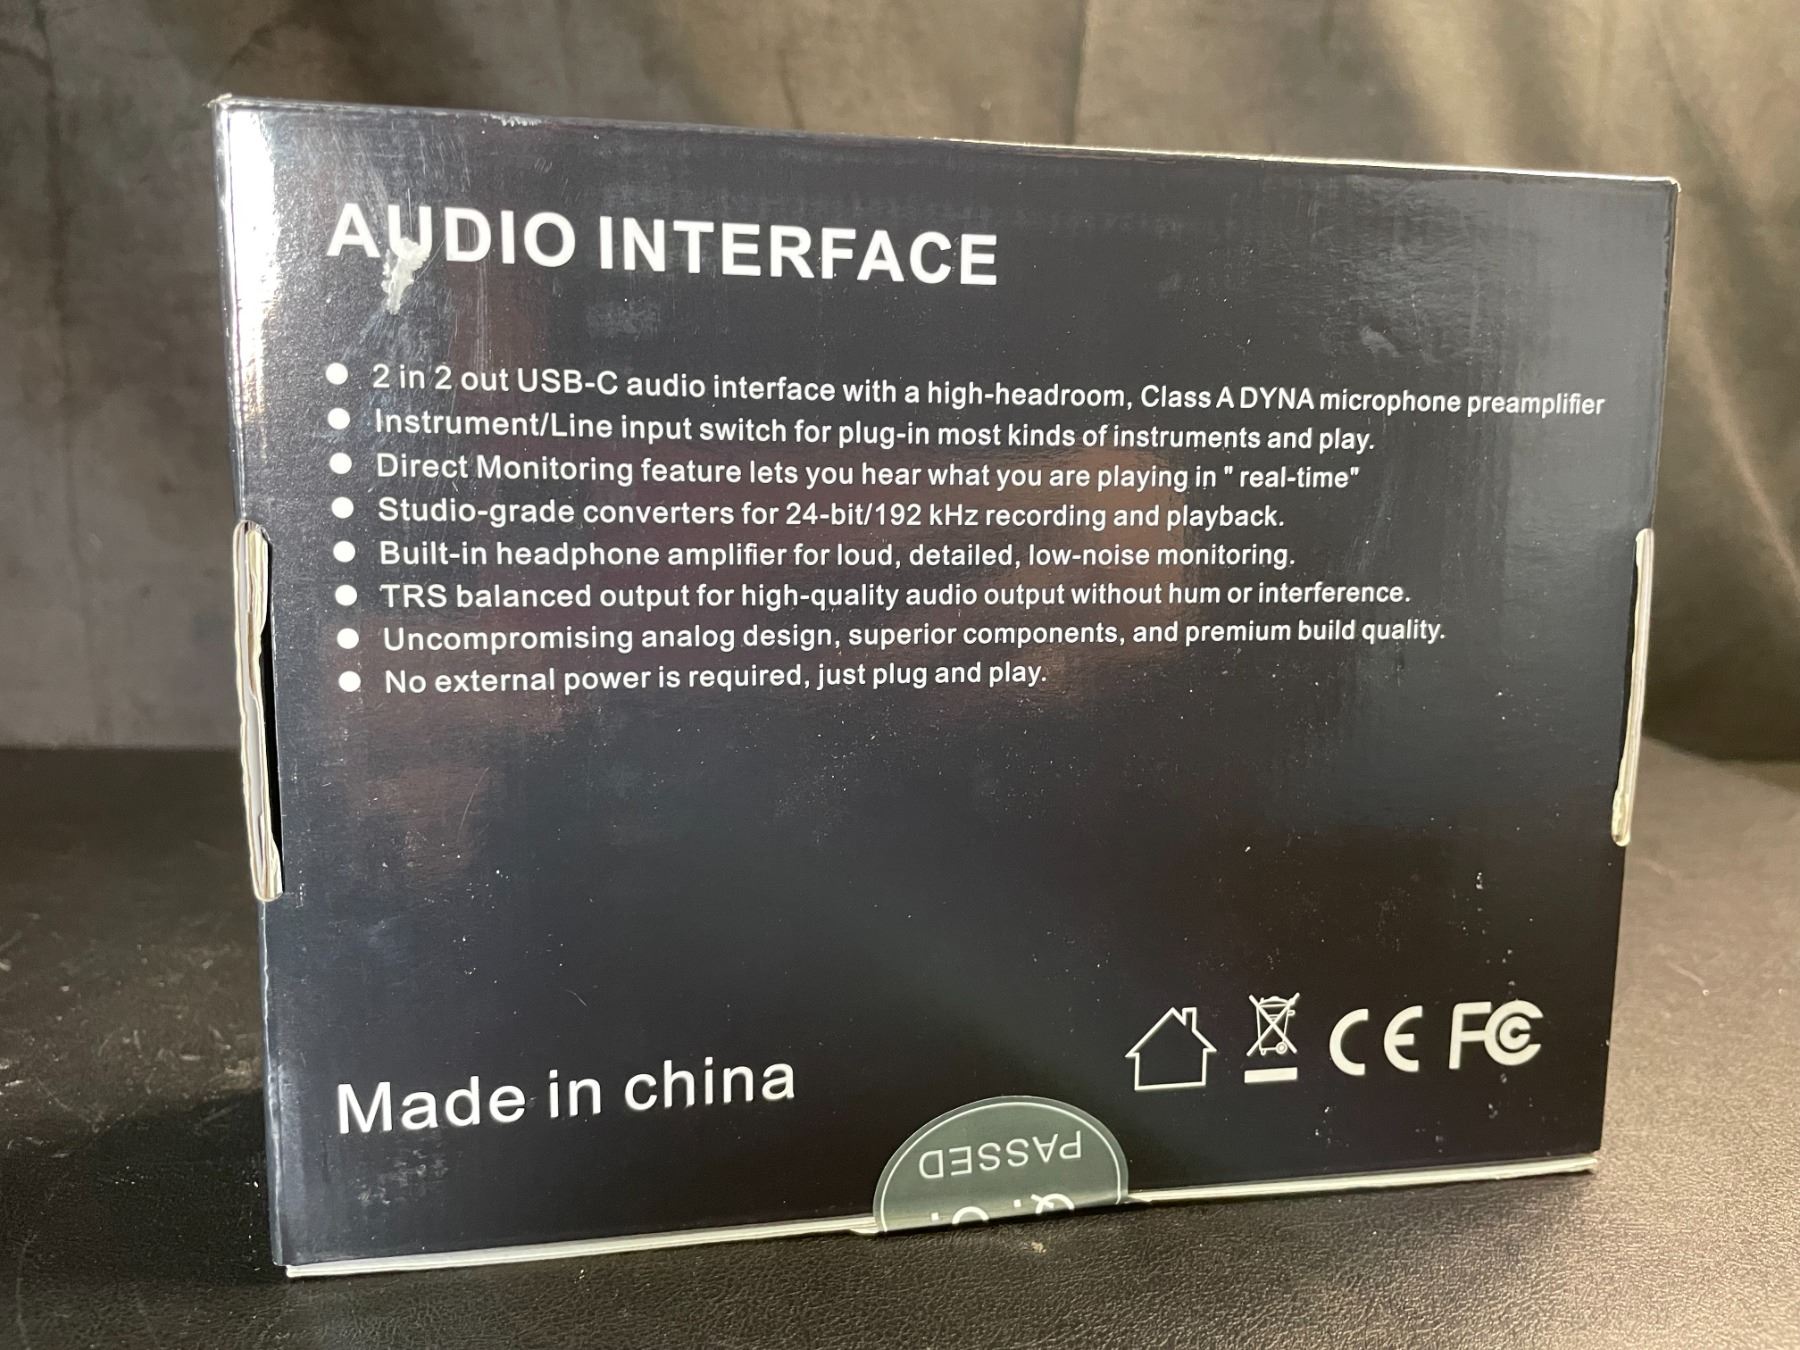 AUDIO INTERFACE
● 2 in 2 out USB-C audio interface with a high-headroom, Class A DYNA microphone preamplifier
● Instrument/Line input switch for plug-in most kinds of instruments and play.
● Direct Monitoring feature lets you hear what you are playing in " real-time"
● Studio-grade converters for 24-bit/192 kHz recording and playback.
● Built-in headphone amplifier for loud, detailed, low-noise monitoring.
● TRS balanced output for high-quality audio output without hum or interference.
● Uncompromising analog design, superior components, and premium build quality.
● No external power is required, just plug and play.
Made in china
CE FC
PASSED
Q.C.